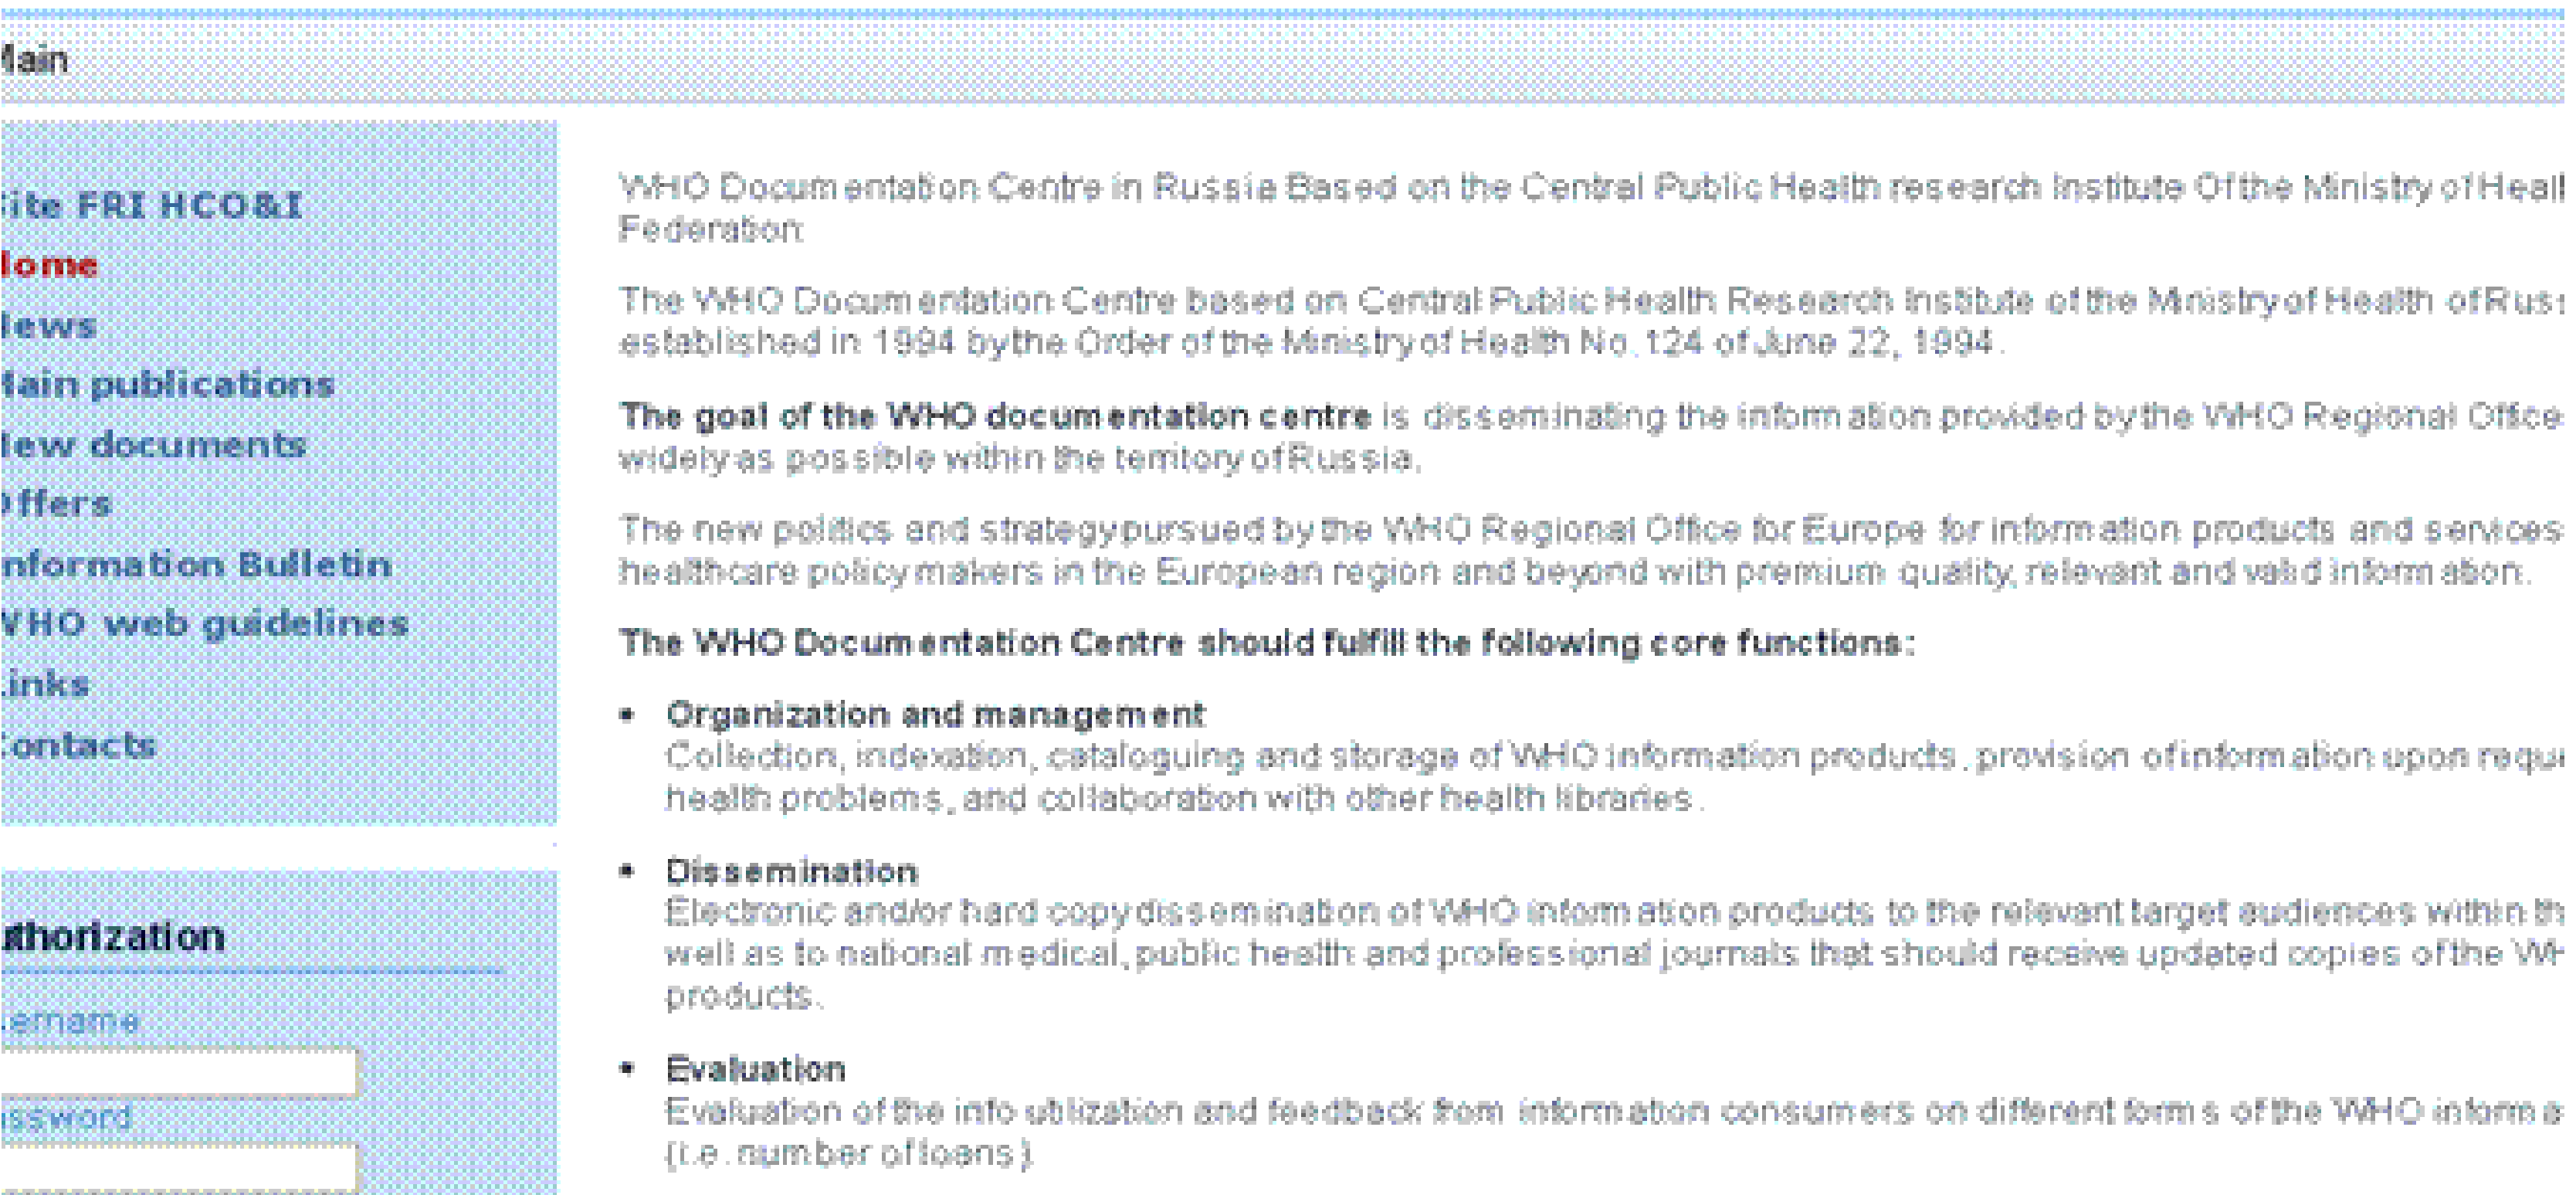 Main
Site FRI HCO&I
Home
News
Main publications
New documents
Offers
Information Bulletin
WHO web guidelines
Links
Contacts
Authorization
Username
Password
WHO Documentation Centre in Russia Based on the Central Public Health research Institute Of the Ministry of Heal
Federation
The WHO Documentation Centre based on Central Public Health Research Institute of the Ministry of Health of Russ
established in 1994 by the Order of the Ministry of Health No. 124 of June 22, 1994.
The goal of the WHO documentation centre is disseminating the information provided by the WHO Regional Office
widely as possible within the territory of Russia.
The new politics and strategy pursued by the WHO Regional Office for Europe for information products and services
healthcare policy makers in the European region and beyond with premium quality, relevant and valid information.
The WHO Documentation Centre should fulfill the following core functions:
• Organization and management
Collection, indexation, cataloguing and storage of WHO information products, provision of information upon reque
health problems, and collaboration with other health libraries.
• Dissemination
Electronic and/or hard copy dissemination of WHO information products to the relevant target audiences within th
well as to national medical, public health and professional journals that should receive updated copies of the WH
products.
• Evaluation
Evaluation of the info utilization and feedback from information consumers on different forms of the WHO informa
(i.e. number of loans)